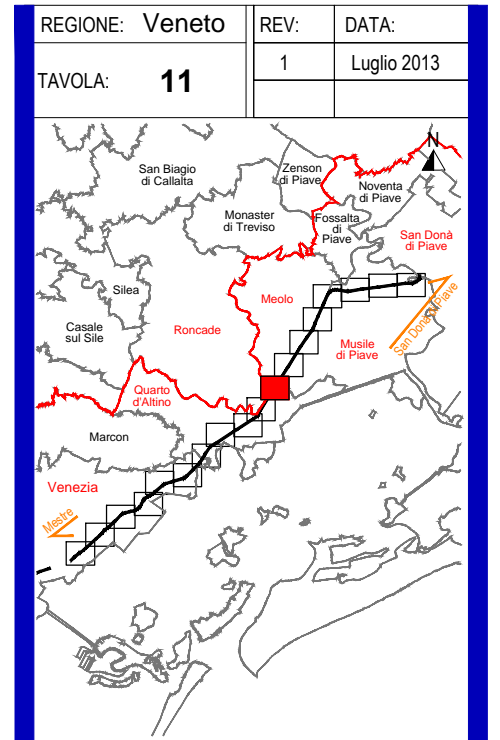 REGIONE: Veneto
REV:
DATA:
TAVOLA: 11
1
Luglio 2013
N
San Biagio
di Callalta
Zenson
di Piave
Noventa
di Piave
Monaster
di Treviso
Fossalta
di
Piave
San Donà
di Piave
Silea
Meolo
Casale
sul Sile
Roncade
Musile
di Piave
San Donà di Piave
Quarto
d'Altino
Marcon
Venezia
Mestre